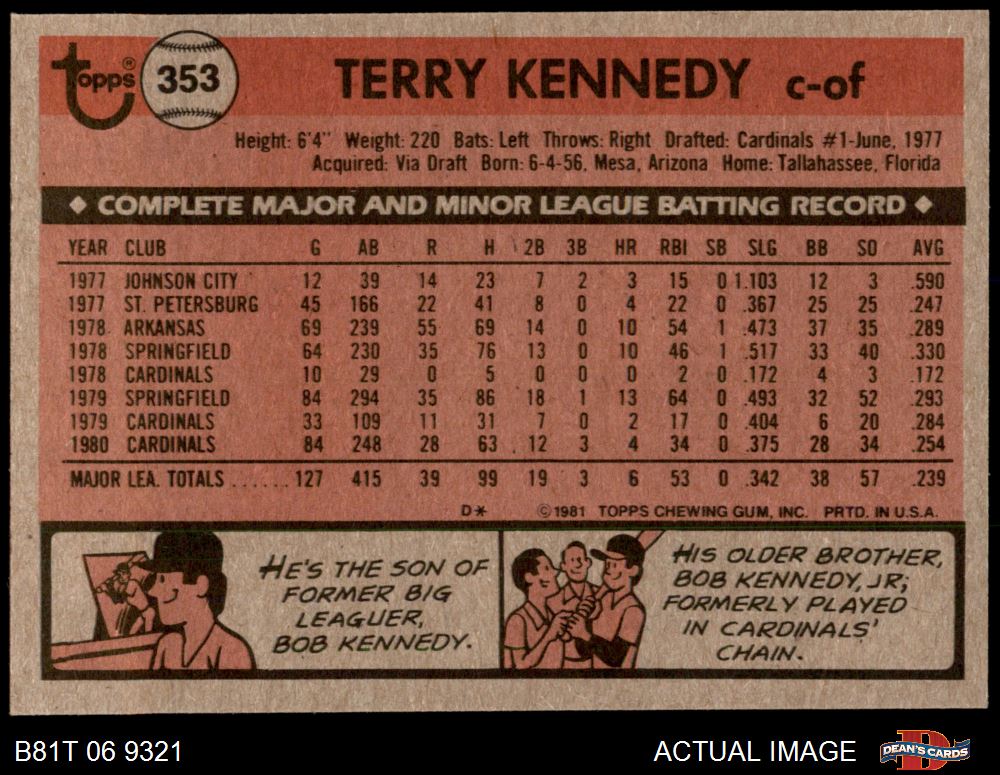 topps®
353
TERRY KENNEDY c-of
Height: 6'4" Weight: 220 Bats: Left Throws: Right Drafted: Cardinals #1-June, 1977
Acquired: Via Draft Born: 6-4-56, Mesa, Arizona Home: Tallahassee, Florida
◆ COMPLETE MAJOR AND MINOR LEAGUE BATTING RECORD ◆
YEAR CLUB G AB R H 2B 3B HR RBI SB SLG BB SO AVG
1977 JOHNSON CITY 12 39 14 23 7 2 3 15 0 1.103 12 3 .590
1977 ST. PETERSBURG 45 166 22 41 8 0 4 22 0 .367 25 25 .247
1978 ARKANSAS 69 239 55 69 14 0 10 54 1 .473 37 35 .289
1978 SPRINGFIELD 64 230 35 76 13 0 10 46 1 .517 33 40 .330
1978 CARDINALS 10 29 0 5 0 0 0 2 0 .172 4 3 .172
1979 SPRINGFIELD 84 294 35 86 18 1 13 64 0 .493 32 52 .293
1979 CARDINALS 33 109 11 31 7 0 2 17 0 .404 6 20 .284
1980 CARDINALS 84 248 28 63 12 3 4 34 0 .375 28 34 .254
MAJOR LEA. TOTALS ...... 127 415 39 99 19 3 6 53 0 .342 38 57 .239
D* ©1981 TOPPS CHEWING GUM, INC. PRTD. IN U.S.A.
HE'S THE SON OF
FORMER BIG
LEAGUER,
BOB KENNEDY.
HIS OLDER BROTHER,
BOB KENNEDY, JR;
FORMERLY PLAYED
IN CARDINALS'
CHAIN.
B81T 06 9321
ACTUAL IMAGE
DEAN'S CARDS